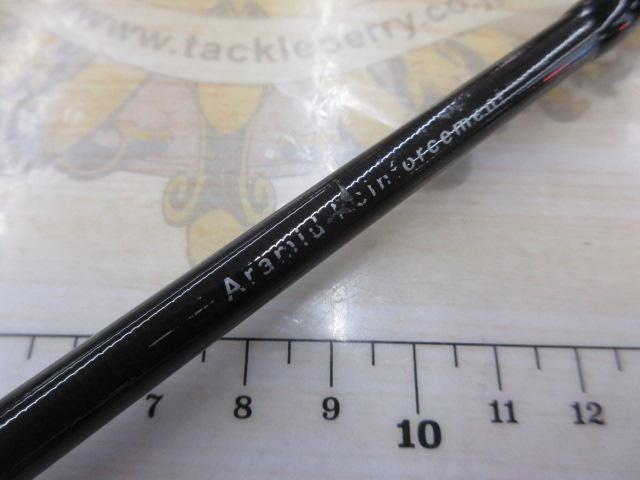 www.tackleberry.co.jp
Aramid Reinforcement
7 8 9 10 11 12